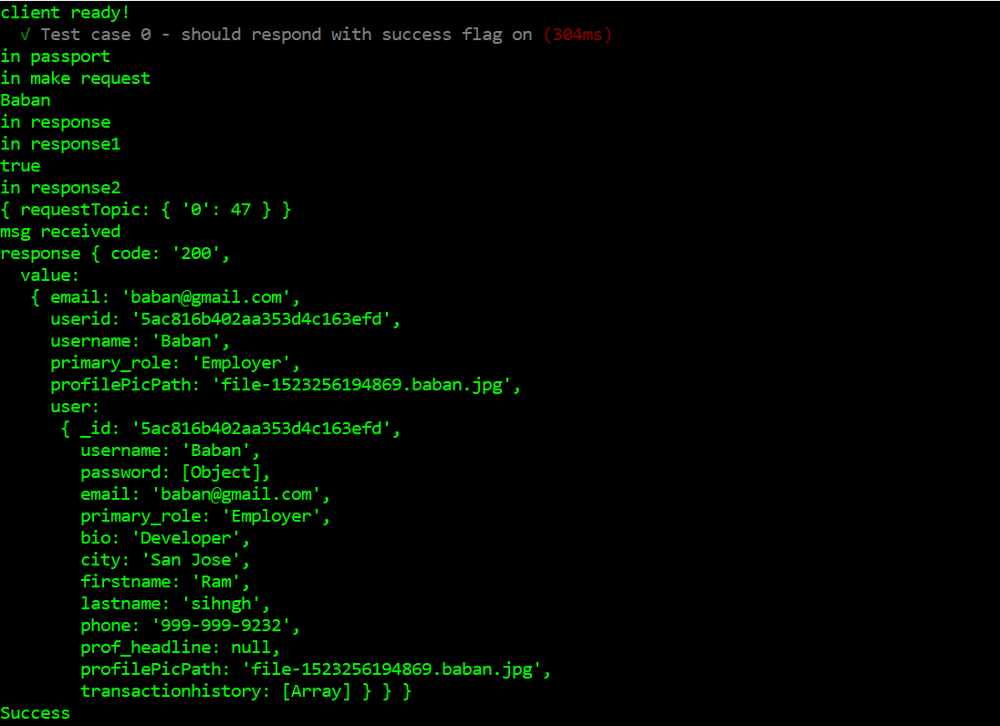 client ready!
√ Test case 0 - should respond with success flag on (304ms)
in passport
in make request
Baban
in response
in response1
true
in response2
{ requestTopic: { '0': 47 } }
msg received
response { code: '200',
value:
{ email: 'baban@gmail.com',
userid: '5ac816b402aa353d4c163efd',
username: 'Baban',
primary_role: 'Employer',
profilePicPath: 'file-1523256194869.baban.jpg',
user:
{ _id: '5ac816b402aa353d4c163efd',
username: 'Baban',
password: [Object],
email: 'baban@gmail.com',
primary_role: 'Employer',
bio: 'Developer',
city: 'San Jose',
firstname: 'Ram',
lastname: 'sihngh',
phone: '999-999-9232',
prof_headline: null,
profilePicPath: 'file-1523256194869.baban.jpg',
transactionhistory: [Array] } } }
Success